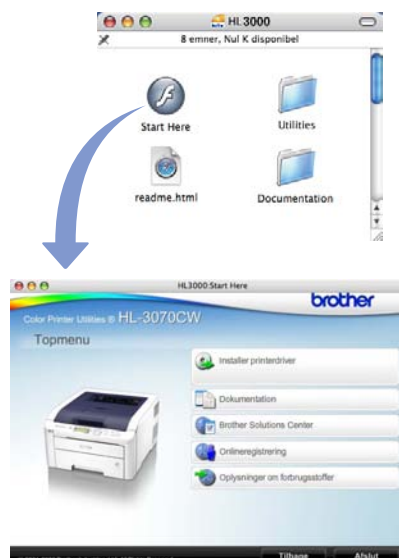 HL3000
8 emner, Nul K disponibel
Start Here
Utilities
readme.html
Documentation
HL3000:Start Here
brother
Color Printer Utilities HL-3070CW
Topmenu
Installer printerdriver
Dokumentation
Brother Solutions Center
Onlineregistrering
Oplysninger om forbrugsstoffer
Tilbage
Afslut